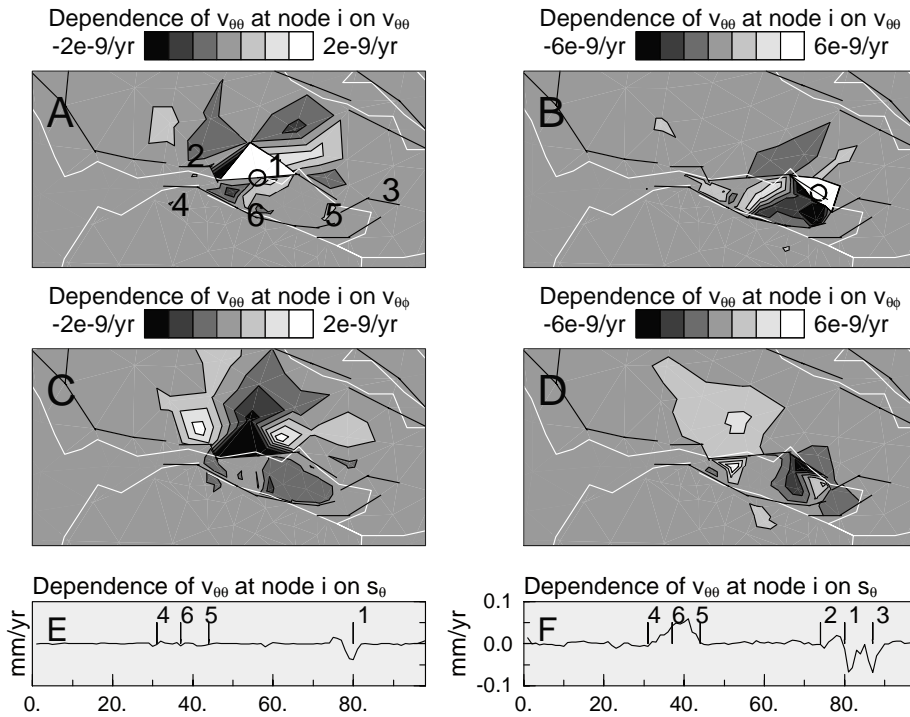 Dependence of vθθ at node i on vθθ
-2e-9/yr 2e-9/yr
Dependence of vθθ at node i on vθθ
-6e-9/yr 6e-9/yr
A
2
1
3
4
6
5
B
Dependence of vθθ at node i on vθϕ
-2e-9/yr 2e-9/yr
Dependence of vθθ at node i on vθϕ
-6e-9/yr 6e-9/yr
C
D
Dependence of vθθ at node i on sθ
mm/yr
E
4 6 5 1
0. 20. 40. 60. 80.
Dependence of vθθ at node i on sθ
mm/yr
0.1
0.0
-0.1
F
4 6 5 2 1 3
0. 20. 40. 60. 80.